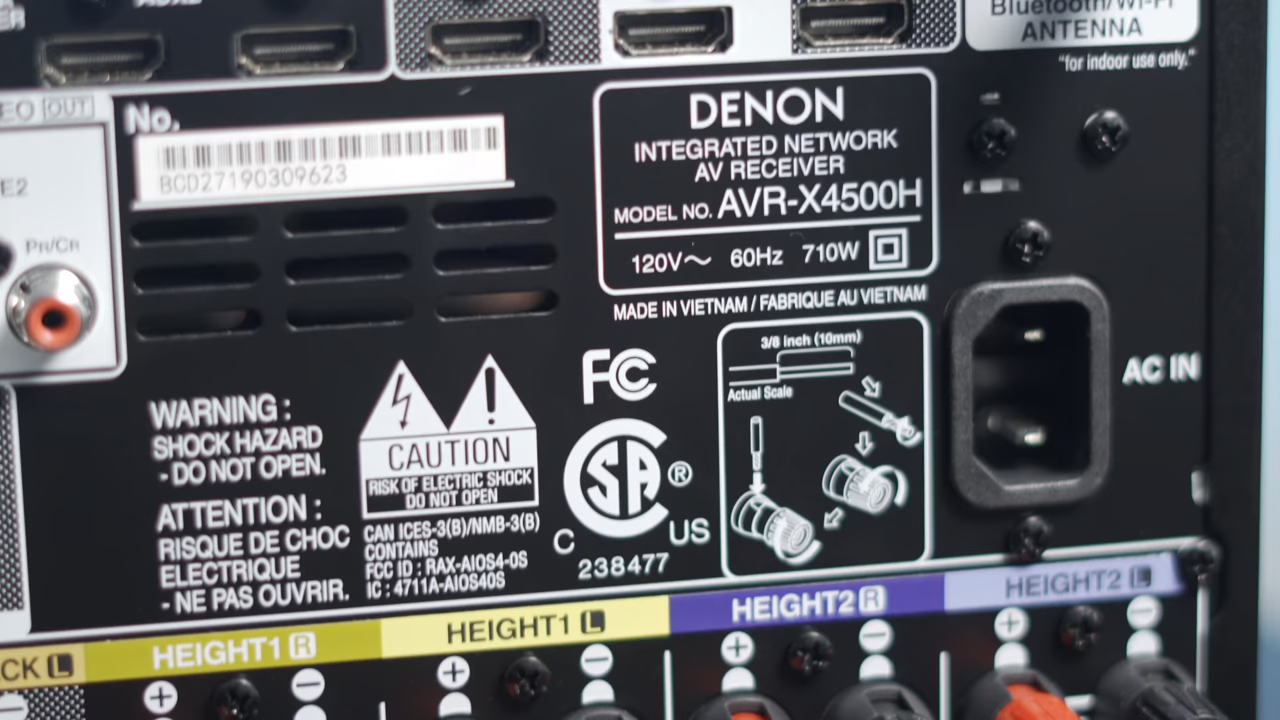 Bluetooth/Wi-Fi
ANTENNA
"for indoor use only."
EO OUT
No.
BCD27190309623
E2
PR/CR
DENON
INTEGRATED NETWORK
AV RECEIVER
MODEL NO. AVR-X4500H
120V～ 60Hz 710W
MADE IN VIETNAM / FABRIQUE AU VIETNAM
WARNING :
SHOCK HAZARD
- DO NOT OPEN.
ATTENTION :
RISQUE DE CHOC
ELECTRIQUE
- NE PAS OUVRIR.
CAUTION
RISK OF ELECTRIC SHOCK
DO NOT OPEN
CAN ICES-3(B)/NMB-3(B)
CONTAINS
FCC ID : RAX-AIOS4-0S
IC : 4711A-AIOS40S
FC
SA ®
C US
238477
3/8 inch (10mm)
Actual Scale
AC IN
CK L
HEIGHT1 R
HEIGHT1 L
HEIGHT2 R
HEIGHT2 L